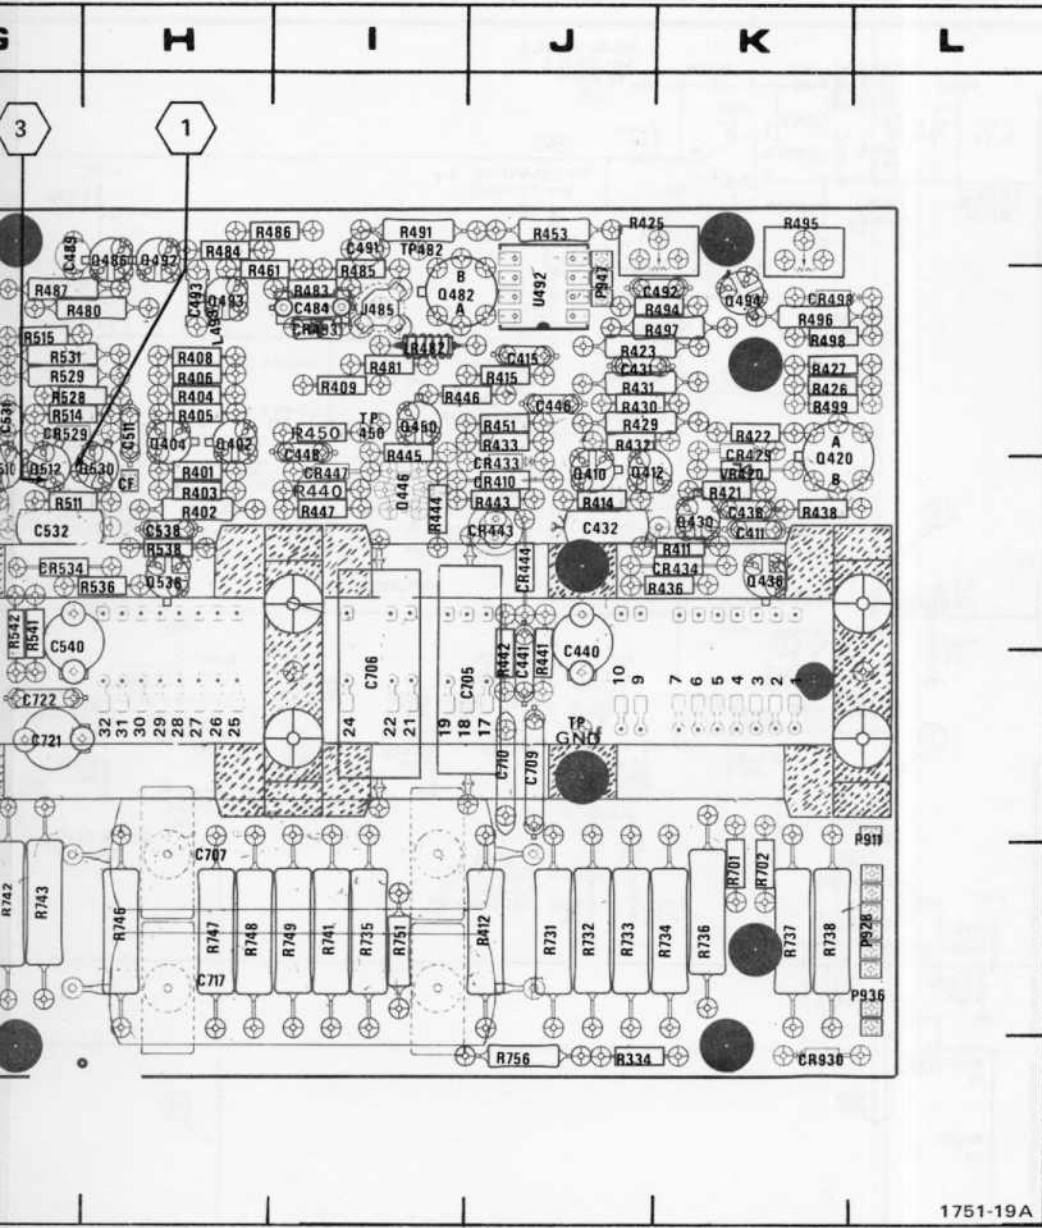 H I J K L
3 1
R425 R495
R486 R491 R453
C489 Q486 Q492 R484 C491 TP482
R461 R485 B U492 P947
R487 C493 Q493 R483 Q482 C492 Q494 CR498
R480 C484 J485 A R494 R496
L493 R497 R498
R515
R531 R408 R481 C415 R423 R427
R529 R406 R409 R415 C431 R426
R528 R404 R446 R431 R499
R514 R405 TP 450 Q450 C446 R430
CR529 C511 R450 R451 R429 R422 A
Q404 Q402 C448 R445 R433 R432 CR429 Q420
Q512 Q530 CF R401 CR447 Q446 CR433 Q410 Q412 VR420 B
R403 R440 CR410 R421
R511 R402 R447 R444 R443 R414 C436 R438
C532 C538 CR443 C432 Q430 C411
R538 R411
CR534 Q536 CR444 CR434 Q436
R536 R436
R542 R541 C540 R442 C441 R441 C440
C706 C705
C722 10 9 7 6 5 4 3 2 1
C721 32 31 30 29 28 27 26 25 24 22 21 19 18 17
TP GND
C710 C709
C707 P911
R742 R743 R701 R702
R746 R747 R748 R749 R741 R735 R751 R412 R731 R732 R733 R734 R736 R737 R738 P928
C717 P936
R756 R334 CR930
1751-19A